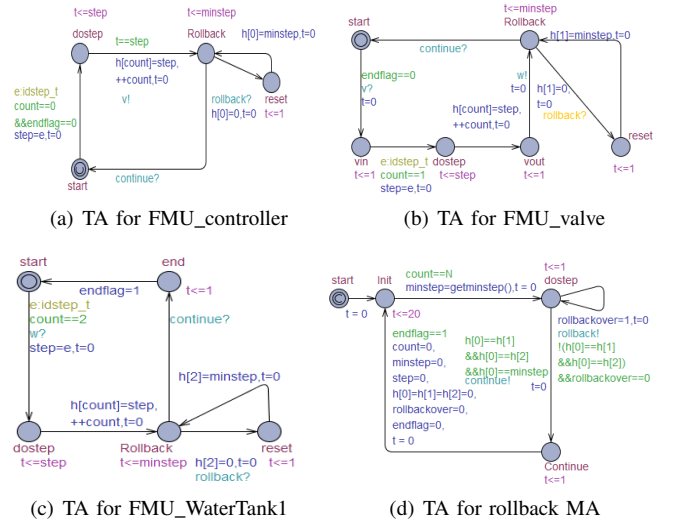 t<=step
t<=minstep
dostep
t==step
Rollback
h[0]=minstep,t=0
h[count]=step,
++count,t=0
v!
e:idstep_t
count==0
&&endflag==0
step=e,t=0
rollback?
h[0]=0,t=0
reset
t<=1
start
continue?
(a) TA for FMU_controller
t<=minstep
start
Rollback
continue?
h[1]=minstep,t=0
endflag==0
v?
t=0
w!
t=0
h[1]=0,
t=0
h[count]=step,
++count,t=0
rollback?
vin
t<=1
e:idstep_t
count==1
step=e,t=0
dostep
t<=step
vout
t<=1
reset
t<=1
(b) TA for FMU_valve
start
end
endflag=1
t<=1
e:idstep_t
count==2
w?
step=e,t=0
continue?
h[2]=minstep,t=0
h[count]=step,
++count,t=0
dostep
t<=step
Rollback
t<=minstep
h[2]=0,t=0
rollback?
reset
t<=1
(c) TA for FMU_WaterTank1
start
t = 0
Init
t<=20
count==N
minstep=getminstep(),t = 0
t<=1
dostep
rollbackover=1,t=0
rollback!
!(h[0]==h[1]
&&h[0]==h[2])
&&rollbackover==0
endflag==1
count=0,
minstep=0,
step=0,
h[0]=h[1]=h[2]=0,
rollbackover=0,
endflag=0,
t = 0
h[0]==h[1]
&&h[0]==h[2]
&&h[0]==minstep
continue!
t=0
Continue
t<=1
(d) TA for rollback MA